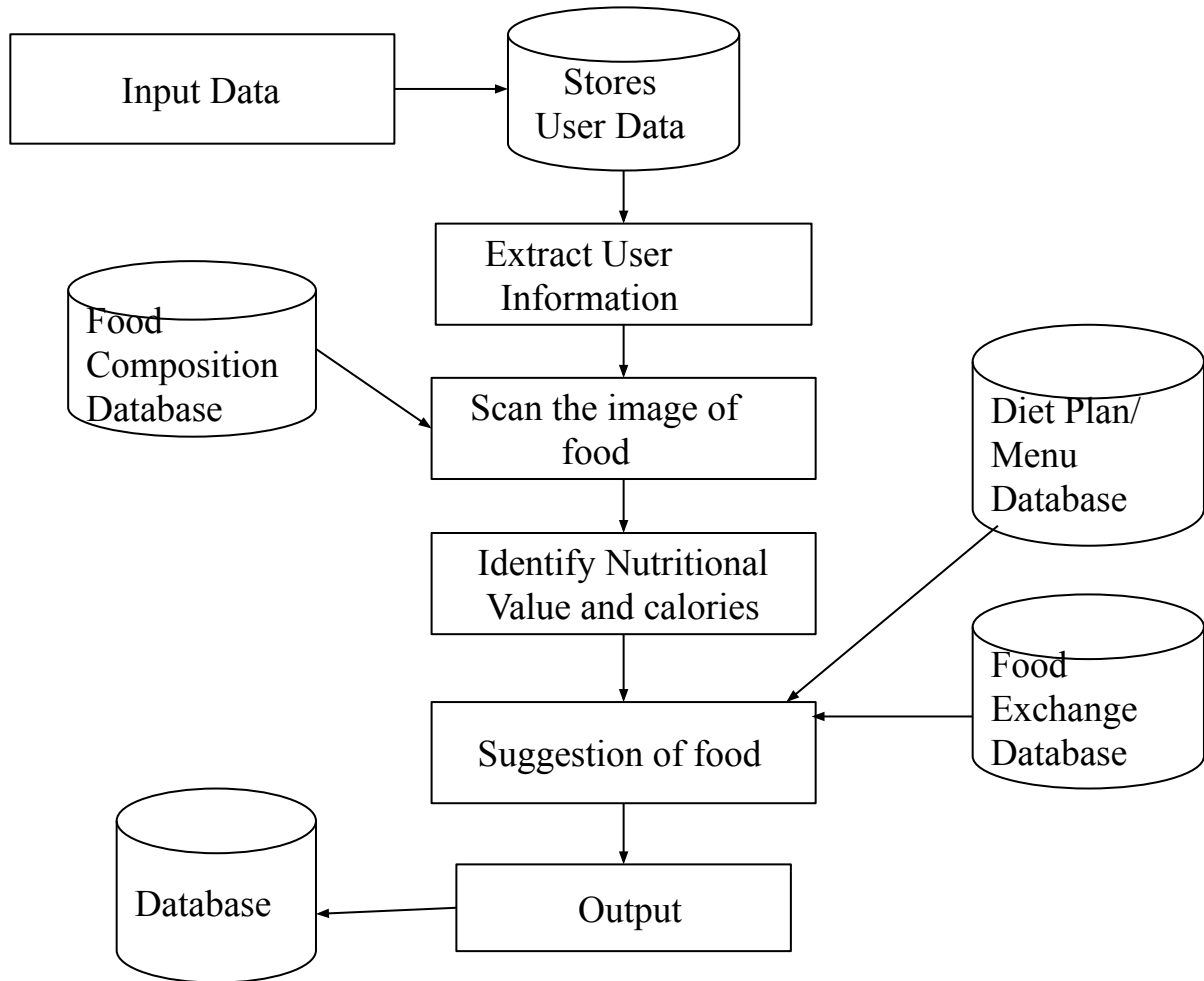 Input Data
Stores
User Data
Extract User
Information
Food
Composition
Database
Scan the image of
food
Diet Plan/
Menu
Database
Identify Nutritional
Value and calories
Food
Exchange
Database
Suggestion of food
Database
Output